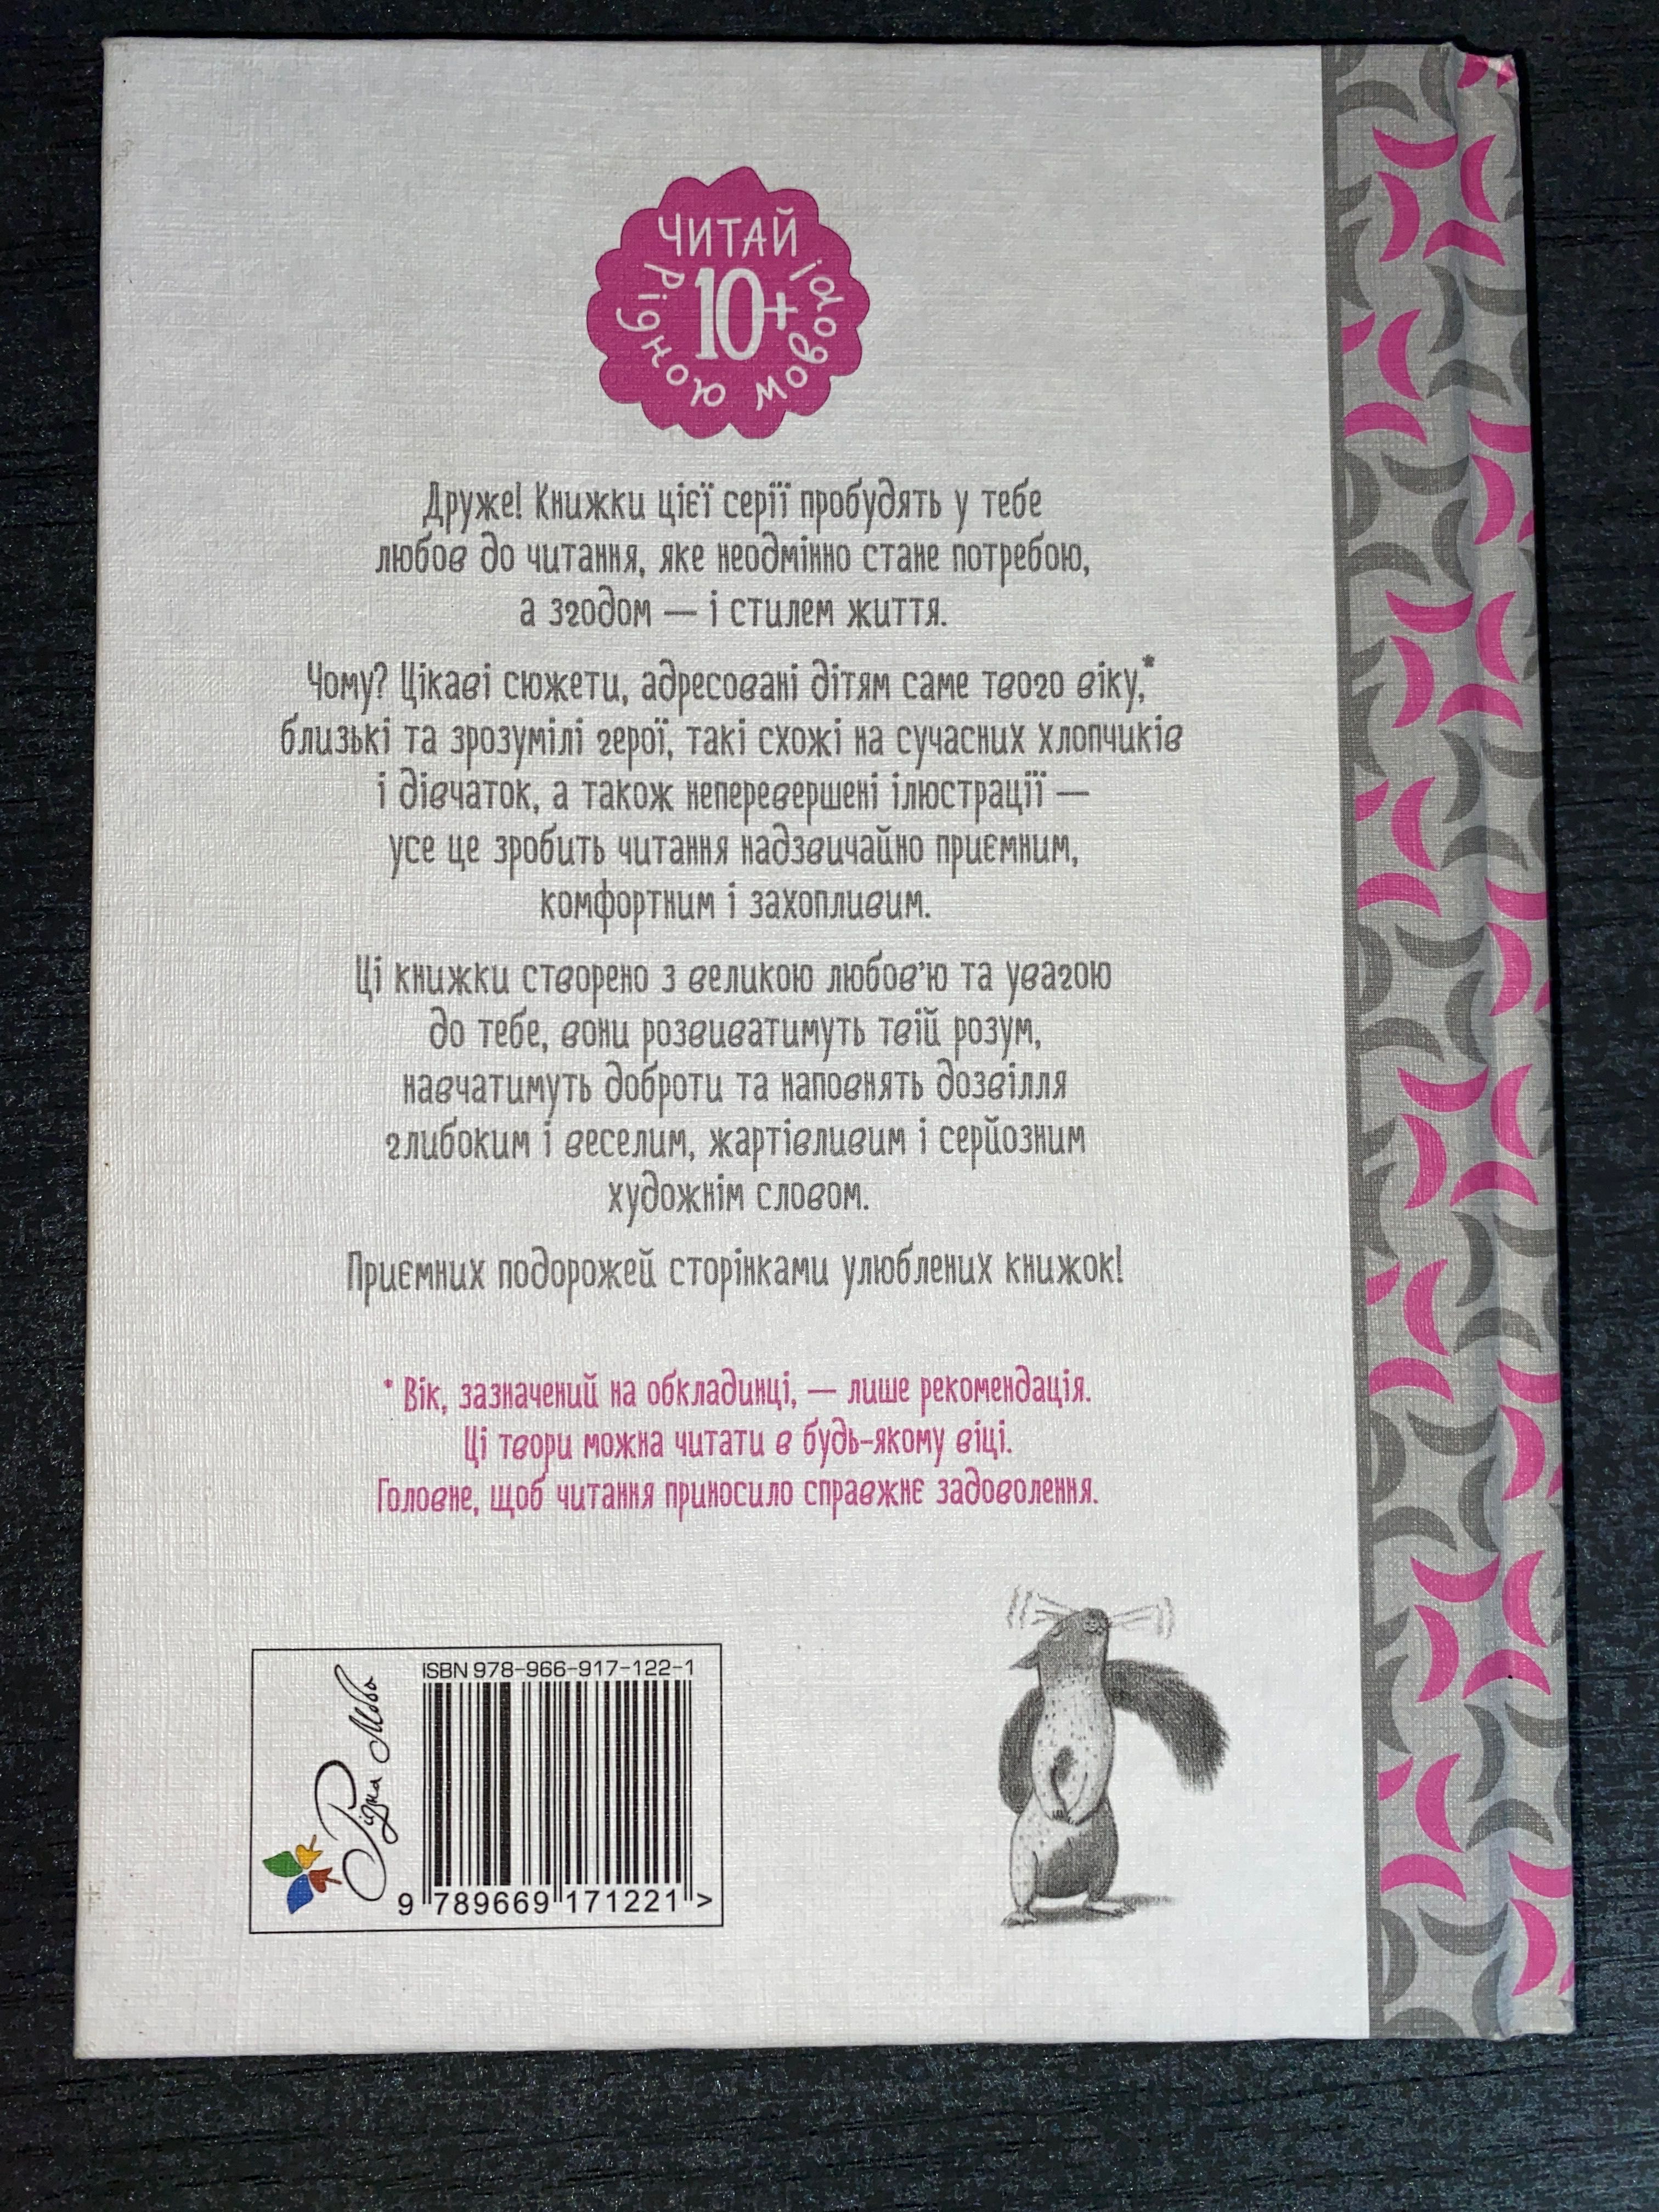 ЧИТАЙ
рідною мовою!
10+
Друже! Книжки цієї серії пробудять у тебе
любов до читання, яке неодмінно стане потребою,
а згодом — і стилем життя.
Чому? Цікаві сюжети, адресовані дітям саме твого віку,*
близькі та зрозумілі герої, такі схожі на сучасних хлопчиків
і дівчаток, а також неперевершені ілюстрації —
усе це зробить читання надзвичайно приємним,
комфортним і захопливим.
Ці книжки створено з великою любов'ю та увагою
до тебе, вони розвиватимуть твій розум,
навчатимуть доброти та наповнять дозвілля
глибоким і веселим, жартівливим і серйозним
художнім словом.
Приємних подорожей сторінками улюблених книжок!
* Вік, зазначений на обкладинці, — лише рекомендація.
Ці твори можна читати в будь-якому віці.
Головне, щоб читання приносило справжнє задоволення.
Рідна Мова
ISBN 978-966-917-122-1
9 789669 171221 >